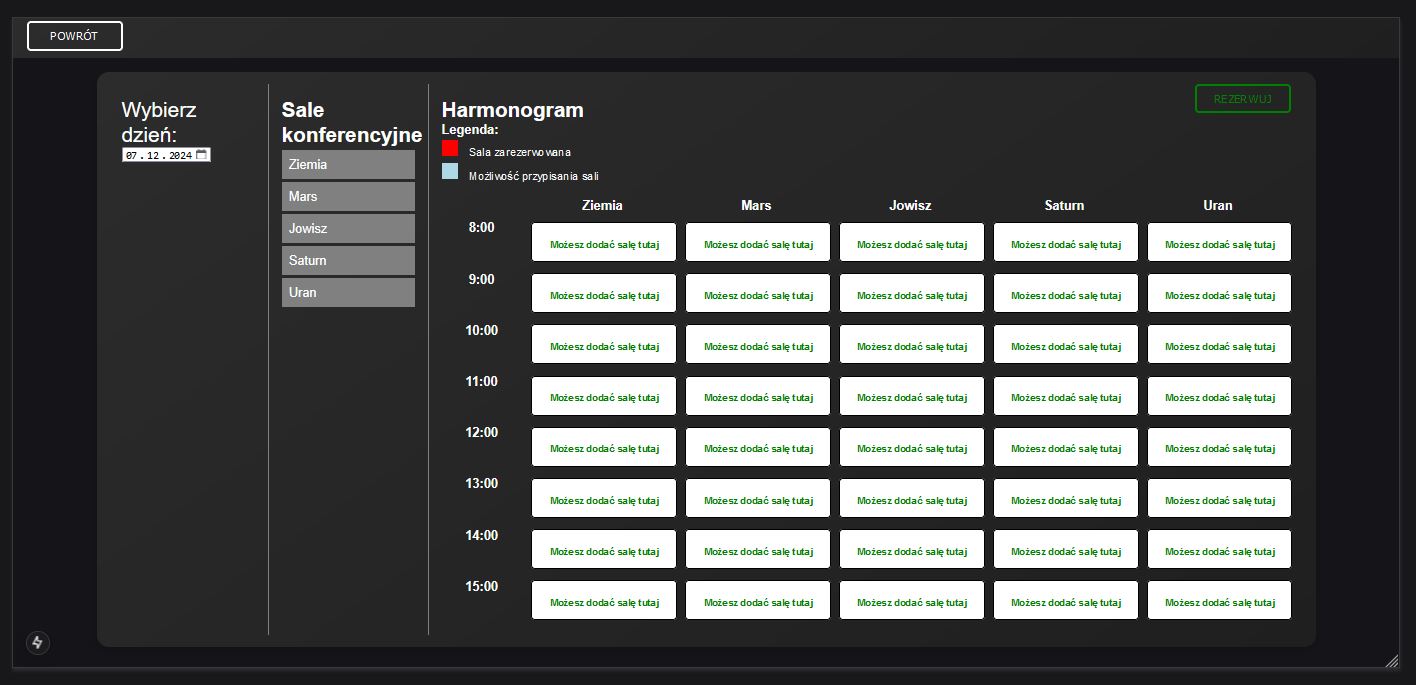 POWRÓT
Wybierz
dzień:
07.12.2024
Sale
konferencyjne
Ziemia
Mars
Jowisz
Saturn
Uran
Harmonogram
REZERWUJ
Legenda:
Sala zarezerwowana
Możliwość przypisania sali
Ziemia Mars Jowisz Saturn Uran
8:00
Możesz dodać salę tutaj Możesz dodać salę tutaj Możesz dodać salę tutaj Możesz dodać salę tutaj Możesz dodać salę tutaj
9:00
Możesz dodać salę tutaj Możesz dodać salę tutaj Możesz dodać salę tutaj Możesz dodać salę tutaj Możesz dodać salę tutaj
10:00
Możesz dodać salę tutaj Możesz dodać salę tutaj Możesz dodać salę tutaj Możesz dodać salę tutaj Możesz dodać salę tutaj
11:00
Możesz dodać salę tutaj Możesz dodać salę tutaj Możesz dodać salę tutaj Możesz dodać salę tutaj Możesz dodać salę tutaj
12:00
Możesz dodać salę tutaj Możesz dodać salę tutaj Możesz dodać salę tutaj Możesz dodać salę tutaj Możesz dodać salę tutaj
13:00
Możesz dodać salę tutaj Możesz dodać salę tutaj Możesz dodać salę tutaj Możesz dodać salę tutaj Możesz dodać salę tutaj
14:00
Możesz dodać salę tutaj Możesz dodać salę tutaj Możesz dodać salę tutaj Możesz dodać salę tutaj Możesz dodać salę tutaj
15:00
Możesz dodać salę tutaj Możesz dodać salę tutaj Możesz dodać salę tutaj Możesz dodać salę tutaj Możesz dodać salę tutaj